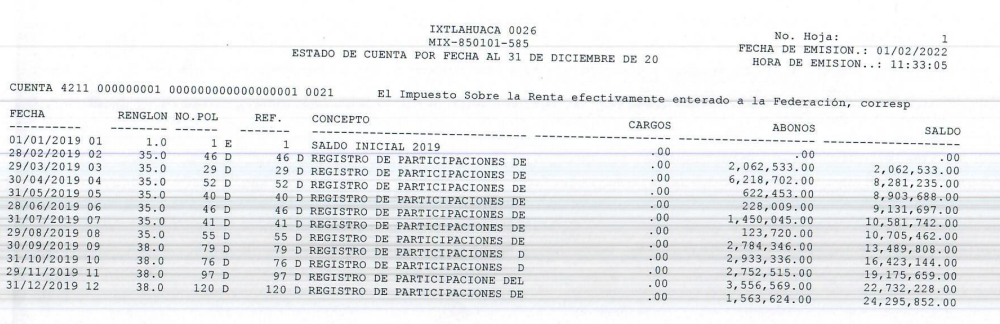 IXTLAHUACA 0026
MIX-850101-585
ESTADO DE CUENTA POR FECHA AL 31 DE DICIEMBRE DE 20
No. Hoja: 1
FECHA DE EMISION.: 01/02/2022
HORA DE EMISION..: 11:33:05
CUENTA 4211 000000001 000000000000000001 0021 El Impuesto Sobre la Renta efectivamente enterado a la Federación, corresp
FECHA RENGLON NO.POL REF. CONCEPTO CARGOS ABONOS SALDO
01/01/2019 01 1.0 1 E 1 SALDO INICIAL 2019 .00 .00 .00
28/02/2019 02 35.0 46 D 46 D REGISTRO DE PARTICIPACIONES DE .00 2,062,533.00 2,062,533.00
29/03/2019 03 35.0 29 D 29 D REGISTRO DE PARTICIPACIONES DE .00 6,218,702.00 8,281,235.00
30/04/2019 04 35.0 52 D 52 D REGISTRO DE PARTICIPACIONES DE .00 622,453.00 8,903,688.00
31/05/2019 05 35.0 40 D 40 D REGISTRO DE PARTICIPACIONES DE .00 228,009.00 9,131,697.00
28/06/2019 06 35.0 46 D 46 D REGISTRO DE PARTICIPACIONES DE .00 1,450,045.00 10,581,742.00
31/07/2019 07 35.0 41 D 41 D REGISTRO DE PARTICIPACIONES DE .00 123,720.00 10,705,462.00
29/08/2019 08 35.0 55 D 55 D REGISTRO DE PARTICIPACIONES DE .00 2,784,346.00 13,489,808.00
30/09/2019 09 38.0 79 D 79 D REGISTRO DE PARTICIPACIONES D .00 2,933,336.00 16,423,144.00
31/10/2019 10 38.0 76 D 76 D REGISTRO DE PARTICIPACIONES D .00 2,752,515.00 19,175,659.00
29/11/2019 11 38.0 97 D 97 D REGISTRO DE PARTICIPACIONE DEL .00 3,556,569.00 22,732,228.00
31/12/2019 12 38.0 120 D 120 D REGISTRO DE PARTICIPACIONES DE .00 1,563,624.00 24,295,852.00